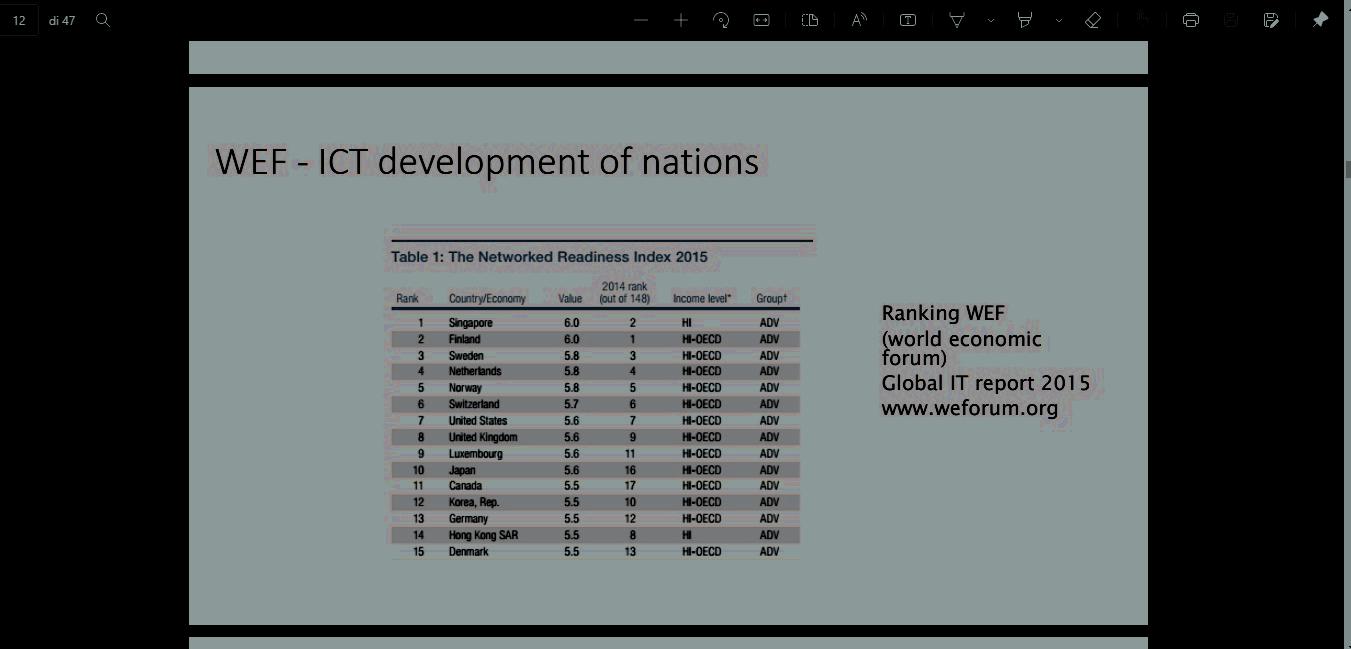 12 di 47
WEF - ICT development of nations
Table 1: The Networked Readiness Index 2015
Rank Country/Economy Value 2014 rank (out of 148) Income level* Group†
1 Singapore 6.0 2 HI ADV
2 Finland 6.0 1 HI-OECD ADV
3 Sweden 5.8 3 HI-OECD ADV
4 Netherlands 5.8 4 HI-OECD ADV
5 Norway 5.8 5 HI-OECD ADV
6 Switzerland 5.7 6 HI-OECD ADV
7 United States 5.6 7 HI-OECD ADV
8 United Kingdom 5.6 9 HI-OECD ADV
9 Luxembourg 5.6 11 HI-OECD ADV
10 Japan 5.6 16 HI-OECD ADV
11 Canada 5.5 17 HI-OECD ADV
12 Korea, Rep. 5.5 10 HI-OECD ADV
13 Germany 5.5 12 HI-OECD ADV
14 Hong Kong SAR 5.5 8 HI ADV
15 Denmark 5.5 13 HI-OECD ADV
Ranking WEF
(world economic
forum)
Global IT report 2015
www.weforum.org